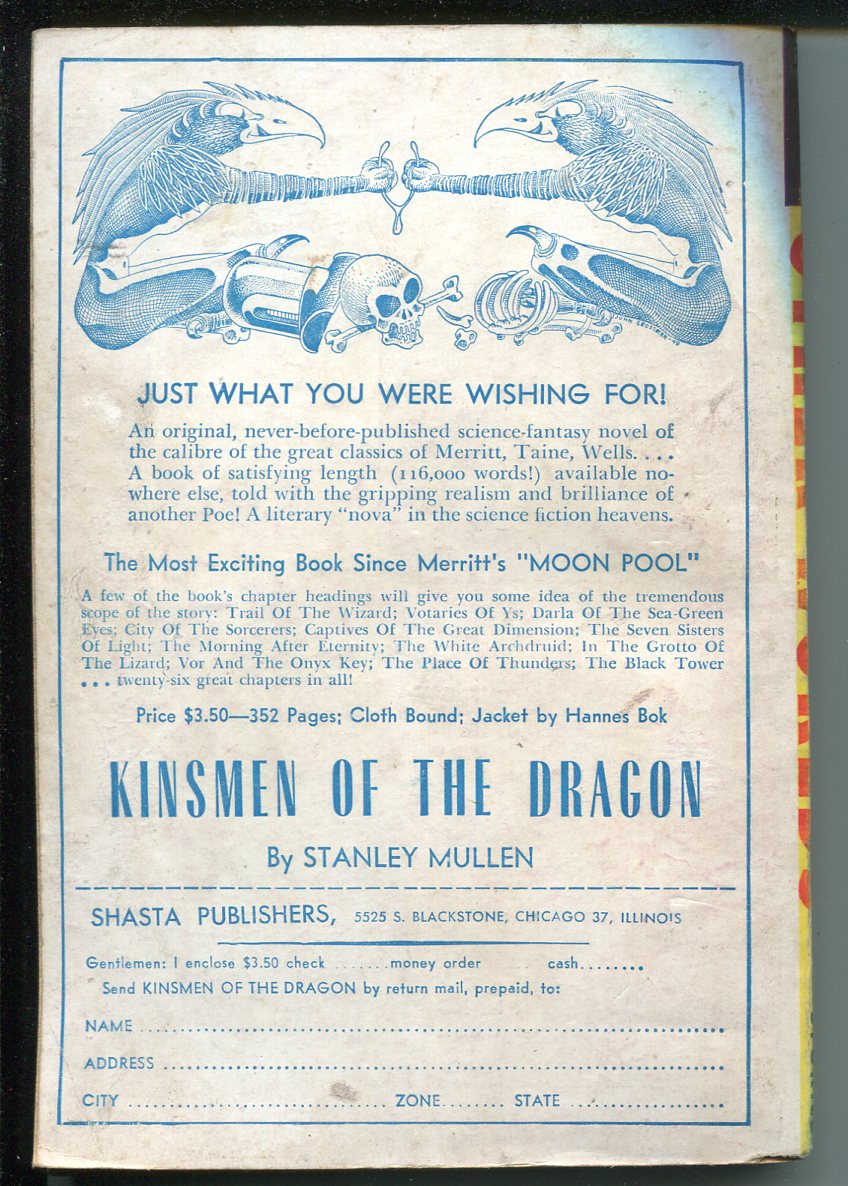 JUST WHAT YOU WERE WISHING FOR!
An original, never-before-published science-fantasy novel of
the calibre of the great classics of Merritt, Taine, Wells. . . .
A book of satisfying length (116,000 words!) available no-
where else, told with the gripping realism and brilliance of
another Poe! A literary "nova" in the science fiction heavens.
The Most Exciting Book Since Merritt's "MOON POOL"
A few of the book's chapter headings will give you some idea of the tremendous
scope of the story: Trail Of The Wizard; Votaries Of Ys; Darla Of The Sea-Green
Eyes; City Of The Sorcerers; Captives Of The Great Dimension; The Seven Sisters
Of Light; The Morning After Eternity; The White Archdruid; In The Grotto Of
The Lizard; Vor And The Onyx Key; The Place Of Thunders; The Black Tower
. . . twenty-six great chapters in all!
Price $3.50—352 Pages; Cloth Bound; Jacket by Hannes Bok
KINSMEN OF THE DRAGON
By STANLEY MULLEN
SHASTA PUBLISHERS, 5525 S. BLACKSTONE, CHICAGO 37, ILLINOIS
Gentlemen: I enclose $3.50 check ........ money order ........ cash........
Send KINSMEN OF THE DRAGON by return mail, prepaid, to:
NAME ........................................
ADDRESS ........................................
CITY ........................ ZONE........ STATE ................